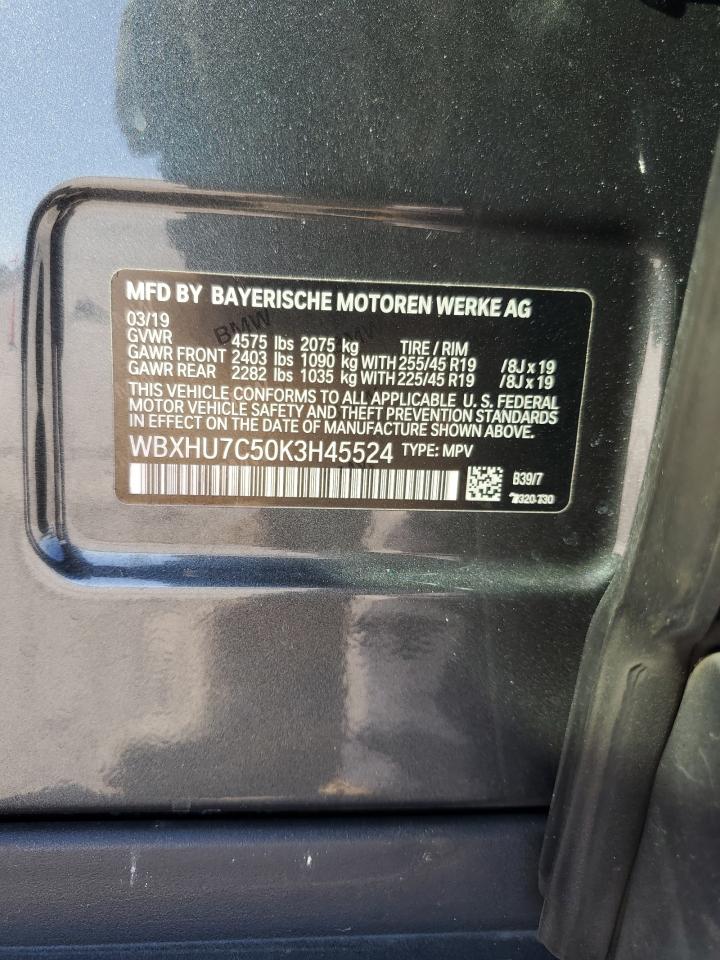 MFD BY BAYERISCHE MOTOREN WERKE AG
03/19
GVWR 4575 lbs 2075 kg TIRE / RIM
GAWR FRONT 2403 lbs 1090 kg WITH 255/45 R19 /8J x 19
GAWR REAR 2282 lbs 1035 kg WITH 225/45 R19 /8J x 19
THIS VEHICLE CONFORMS TO ALL APPLICABLE U. S. FEDERAL
MOTOR VEHICLE SAFETY AND THEFT PREVENTION STANDARDS
IN EFFECT ON THE DATE OF MANUFACTURE SHOWN ABOVE.
WBXHU7C50K3H45524 TYPE: MPV
B39/7
BMW